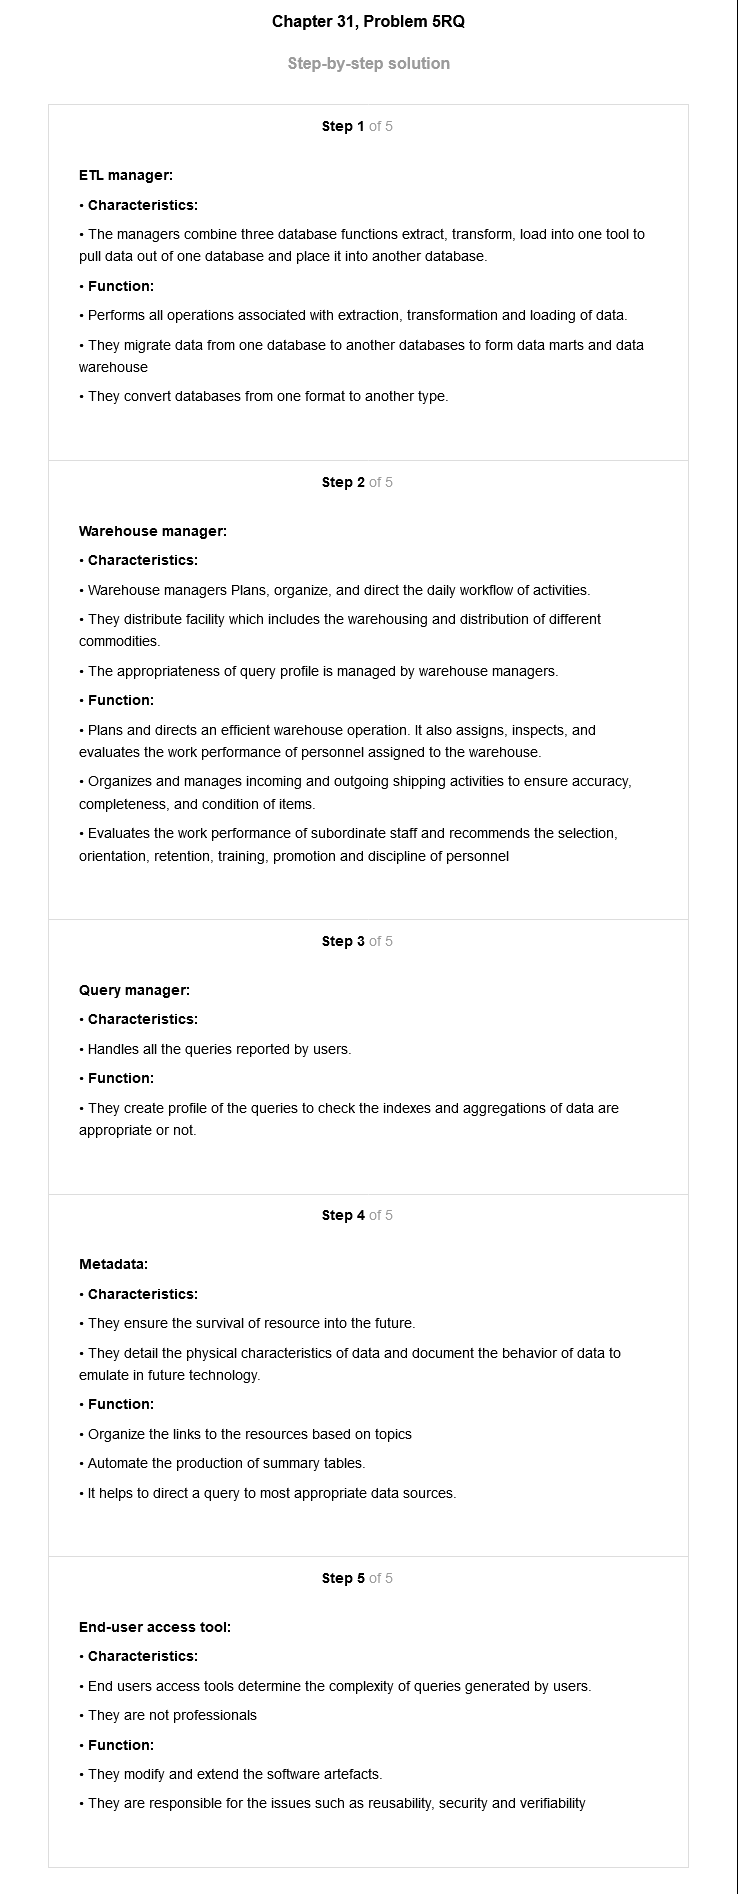 Chapter 31, Problem 5RQ
Step-by-step solution
Step 1 of 5
ETL manager:
• Characteristics:
• The managers combine three database functions extract, transform, load into one tool to
pull data out of one database and place it into another database.
• Function:
• Performs all operations associated with extraction, transformation and loading of data.
• They migrate data from one database to another databases to form data marts and data
warehouse
• They convert databases from one format to another type.
Step 2 of 5
Warehouse manager:
• Characteristics:
• Warehouse managers Plans, organize, and direct the daily workflow of activities.
• They distribute facility which includes the warehousing and distribution of different
commodities.
• The appropriateness of query profile is managed by warehouse managers.
• Function:
• Plans and directs an efficient warehouse operation. It also assigns, inspects, and
evaluates the work performance of personnel assigned to the warehouse.
• Organizes and manages incoming and outgoing shipping activities to ensure accuracy,
completeness, and condition of items.
• Evaluates the work performance of subordinate staff and recommends the selection,
orientation, retention, training, promotion and discipline of personnel
Step 3 of 5
Query manager:
• Characteristics:
• Handles all the queries reported by users.
• Function:
• They create profile of the queries to check the indexes and aggregations of data are
appropriate or not.
Step 4 of 5
Metadata:
• Characteristics:
• They ensure the survival of resource into the future.
• They detail the physical characteristics of data and document the behavior of data to
emulate in future technology.
• Function:
• Organize the links to the resources based on topics
• Automate the production of summary tables.
• It helps to direct a query to most appropriate data sources.
Step 5 of 5
End-user access tool:
• Characteristics:
• End users access tools determine the complexity of queries generated by users.
• They are not professionals
• Function:
• They modify and extend the software artefacts.
• They are responsible for the issues such as reusability, security and verifiability